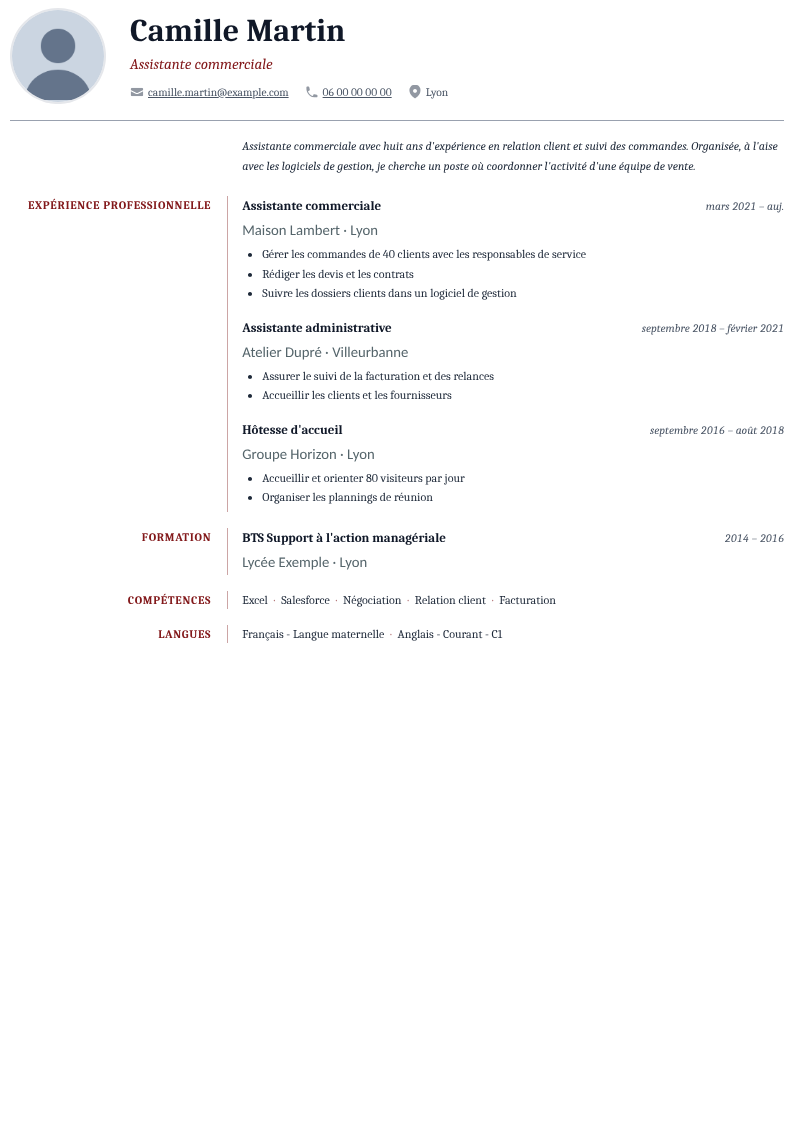 Camille Martin
Assistante commerciale
camille.martin@example.com 06 00 00 00 00 Lyon
Assistante commerciale avec huit ans d'expérience en relation client et suivi des commandes. Organisée, à l'aise
avec les logiciels de gestion, je cherche un poste où coordonner l'activité d'une équipe de vente.
EXPÉRIENCE PROFESSIONNELLE
Assistante commerciale mars 2021 – auj.
Maison Lambert · Lyon
• Gérer les commandes de 40 clients avec les responsables de service
• Rédiger les devis et les contrats
• Suivre les dossiers clients dans un logiciel de gestion
Assistante administrative septembre 2018 – février 2021
Atelier Dupré · Villeurbanne
• Assurer le suivi de la facturation et des relances
• Accueillir les clients et les fournisseurs
Hôtesse d'accueil septembre 2016 – août 2018
Groupe Horizon · Lyon
• Accueillir et orienter 80 visiteurs par jour
• Organiser les plannings de réunion
FORMATION
BTS Support à l'action managériale 2014 – 2016
Lycée Exemple · Lyon
COMPÉTENCES
Excel · Salesforce · Négociation · Relation client · Facturation
LANGUES
Français - Langue maternelle · Anglais - Courant - C1